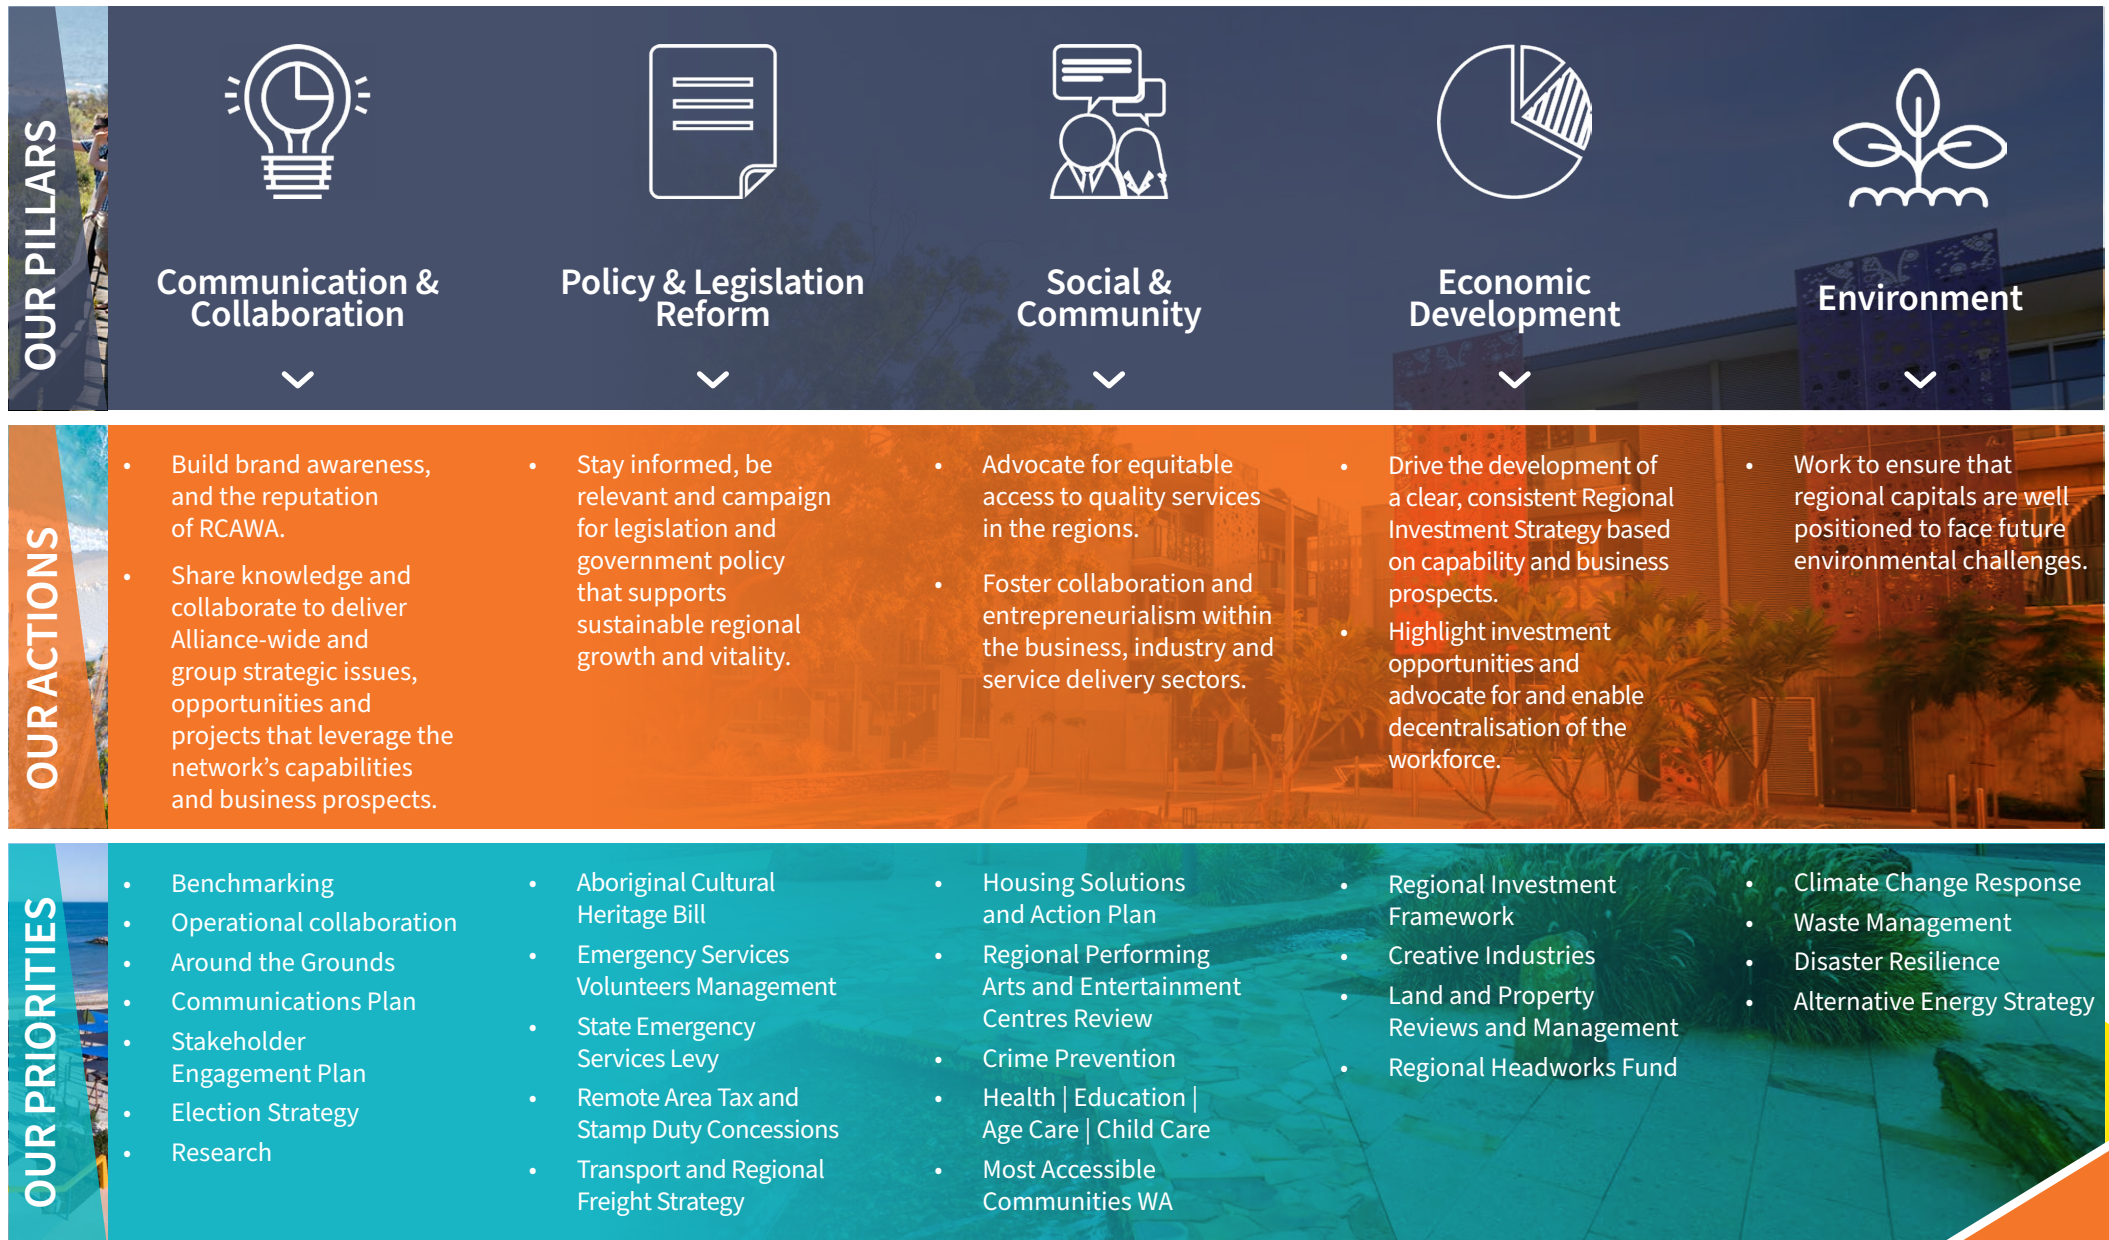 OUR PILLARS
Communication &
Collaboration
Policy & Legislation
Reform
Social &
Community
Economic
Development
Environment
OUR ACTIONS
• Build brand awareness,
and the reputation
of RCAWA.
• Share knowledge and
collaborate to deliver
Alliance-wide and
group strategic issues,
opportunities and
projects that leverage the
network’s capabilities
and business prospects.
• Stay informed, be
relevant and campaign
for legislation and
government policy
that supports
sustainable regional
growth and vitality.
• Advocate for equitable
access to quality services
in the regions.
• Foster collaboration and
entrepreneurialism within
the business, industry and
service delivery sectors.
• Drive the development of
a clear, consistent Regional
Investment Strategy based
on capability and business
prospects.
• Highlight investment
opportunities and
advocate for and enable
decentralisation of the
workforce.
• Work to ensure that
regional capitals are well
positioned to face future
environmental challenges.
OUR PRIORITIES
• Benchmarking
• Operational collaboration
• Around the Grounds
• Communications Plan
• Stakeholder
Engagement Plan
• Election Strategy
• Research
• Aboriginal Cultural
Heritage Bill
• Emergency Services
Volunteers Management
• State Emergency
Services Levy
• Remote Area Tax and
Stamp Duty Concessions
• Transport and Regional
Freight Strategy
• Housing Solutions
and Action Plan
• Regional Performing
Arts and Entertainment
Centres Review
• Crime Prevention
• Health | Education |
Age Care | Child Care
• Most Accessible
Communities WA
• Regional Investment
Framework
• Creative Industries
• Land and Property
Reviews and Management
• Regional Headworks Fund
• Climate Change Response
• Waste Management
• Disaster Resilience
• Alternative Energy Strategy